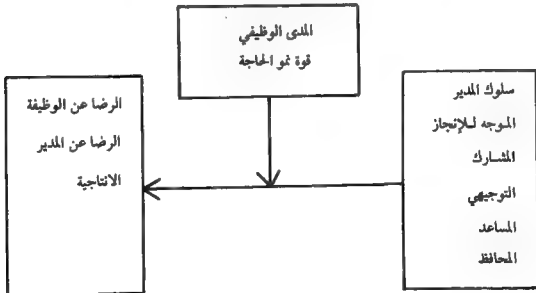 المدى الوظيفي
قوة نمو الحاجة
سلوك المدير
الموجه للإنجاز
المشارك
التوجيهي
المساعد
المحافظ
الرضا عن الوظيفة
الرضا عن المدير
الانتاجية